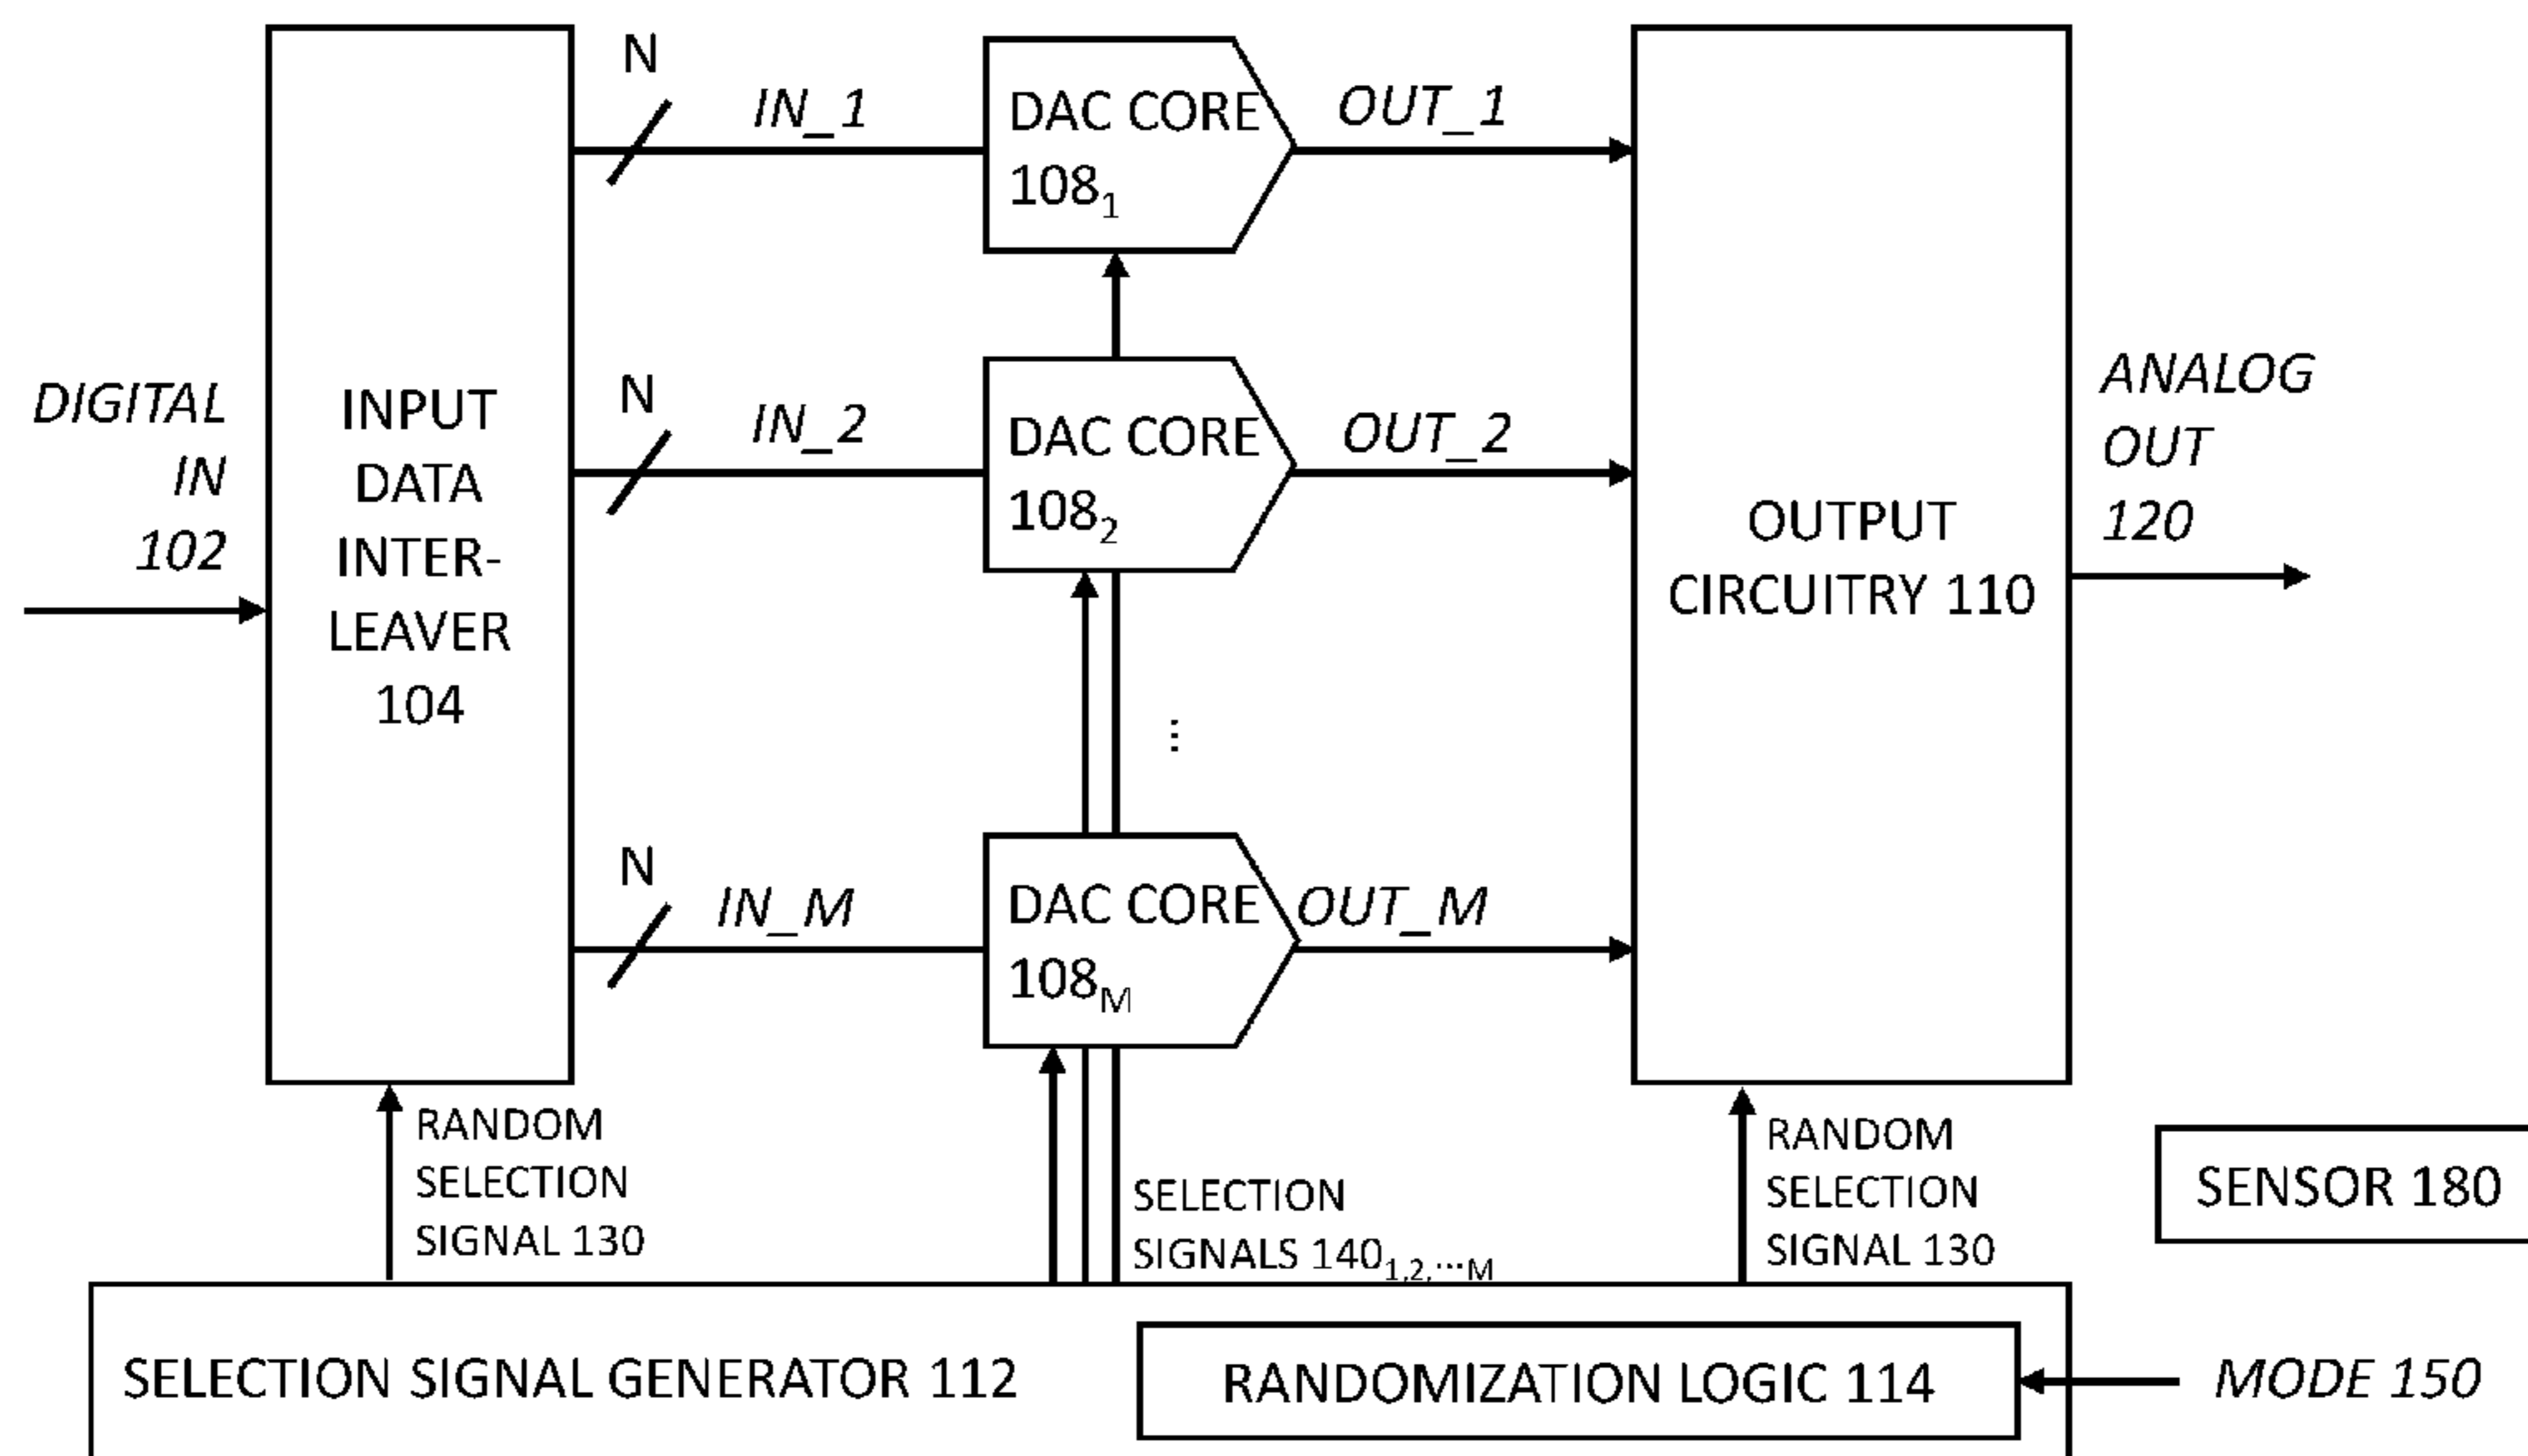 N
IN_1
DAC CORE
108₁
OUT_1
N
IN_2
DAC CORE
108₂
OUT_2
DIGITAL
IN
102
INPUT
DATA
INTER-
LEAVER
104
ANALOG
OUT
120
OUTPUT
CIRCUITRY 110
...
N
IN_M
DAC CORE
108M
OUT_M
RANDOM
SELECTION
SIGNAL 130
SELECTION
SIGNALS 140₁,₂,...M
RANDOM
SELECTION
SIGNAL 130
SENSOR 180
SELECTION SIGNAL GENERATOR 112
RANDOMIZATION LOGIC 114
MODE 150